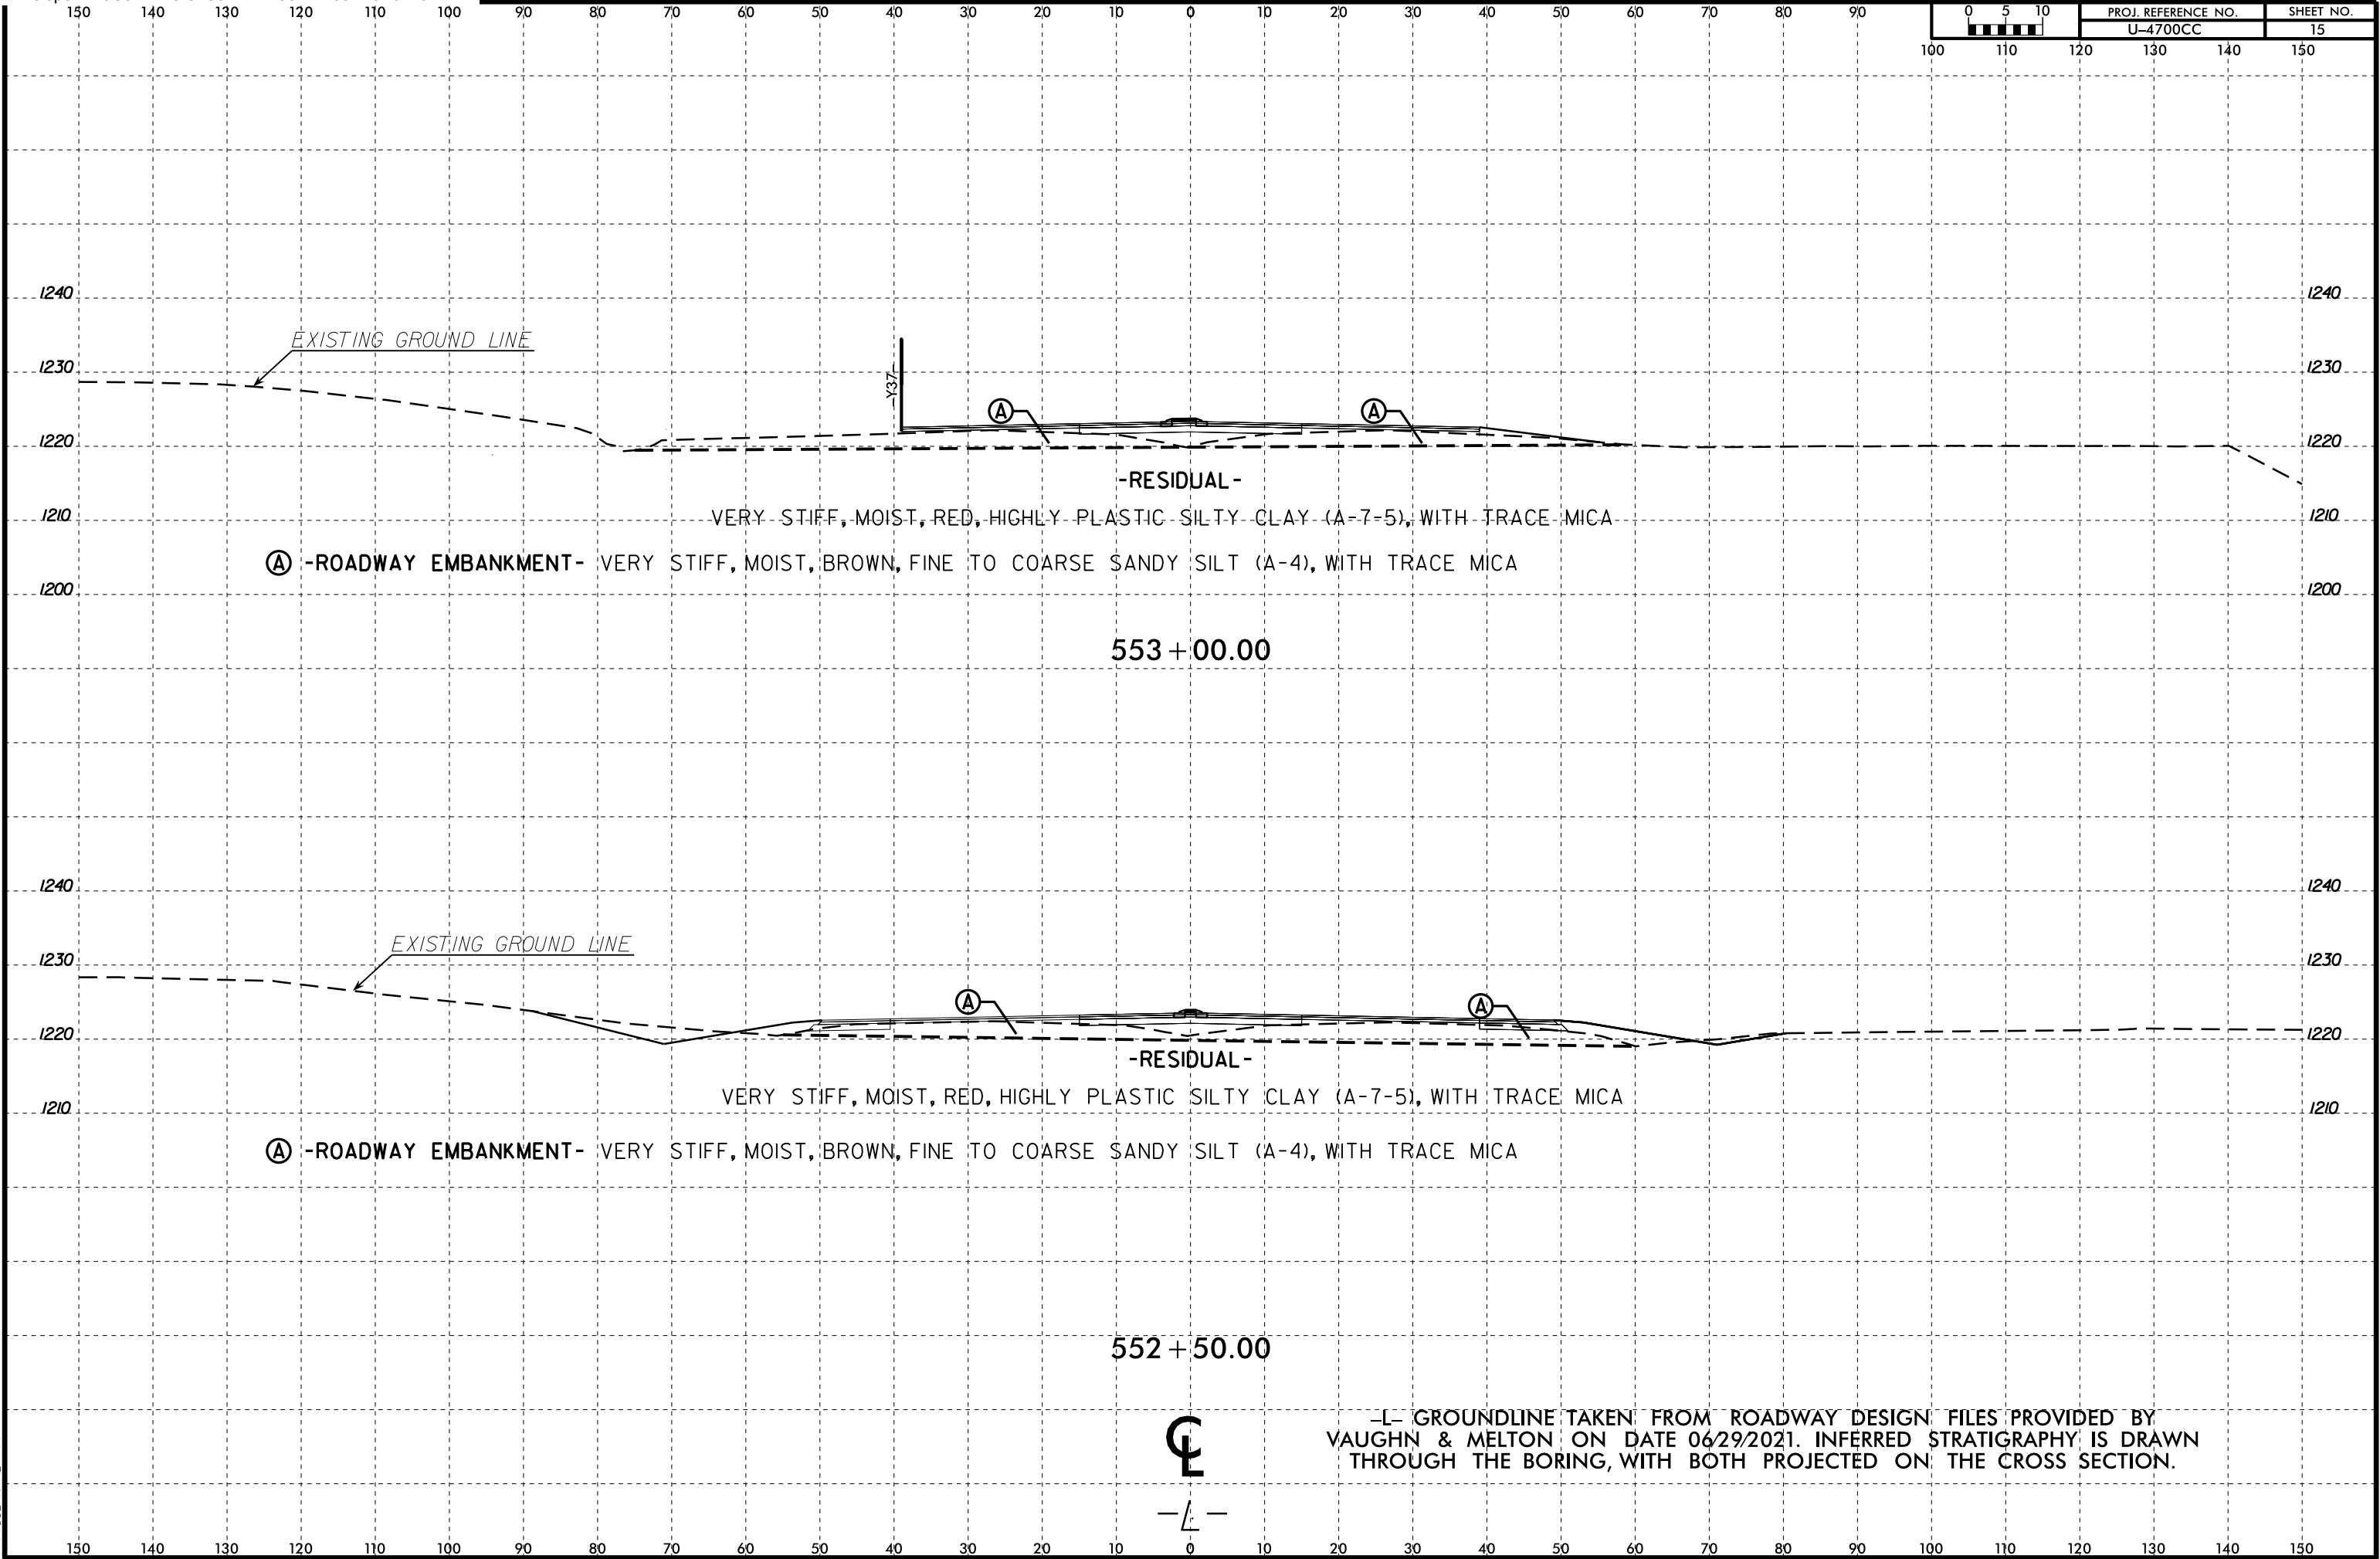 150 140 130 120 110 100 90 80 70 60 50 40 30 20 10 0 10 20 30 40 50 60 70 80 90
0 5 10
PROJ. REFERENCE NO. SHEET NO.
U-4700CC 15
100 110 120 130 140 150
1240 1240
EXISTING GROUND LINE
1230 1230
-Y37-
A A
1220 1220
-RESIDUAL-
1210 VERY STIFF, MOIST, RED, HIGHLY PLASTIC SILTY CLAY (A-7-5), WITH TRACE MICA 1210
A -ROADWAY EMBANKMENT- VERY STIFF, MOIST, BROWN, FINE TO COARSE SANDY SILT (A-4), WITH TRACE MICA
1200 1200
553+00.00
1240 1240
EXISTING GROUND LINE
1230 1230
A A
1220 1220
-RESIDUAL-
VERY STIFF, MOIST, RED, HIGHLY PLASTIC SILTY CLAY (A-7-5), WITH TRACE MICA
1210 1210
A -ROADWAY EMBANKMENT- VERY STIFF, MOIST, BROWN, FINE TO COARSE SANDY SILT (A-4), WITH TRACE MICA
552+50.00
CL
-L- GROUNDLINE TAKEN FROM ROADWAY DESIGN FILES PROVIDED BY
VAUGHN & MELTON ON DATE 06/29/2021. INFERRED STRATIGRAPHY IS DRAWN
THROUGH THE BORING, WITH BOTH PROJECTED ON THE CROSS SECTION.
-L-
150 140 130 120 110 100 90 80 70 60 50 40 30 20 10 0 10 20 30 40 50 60 70 80 90 100 110 120 130 140 150